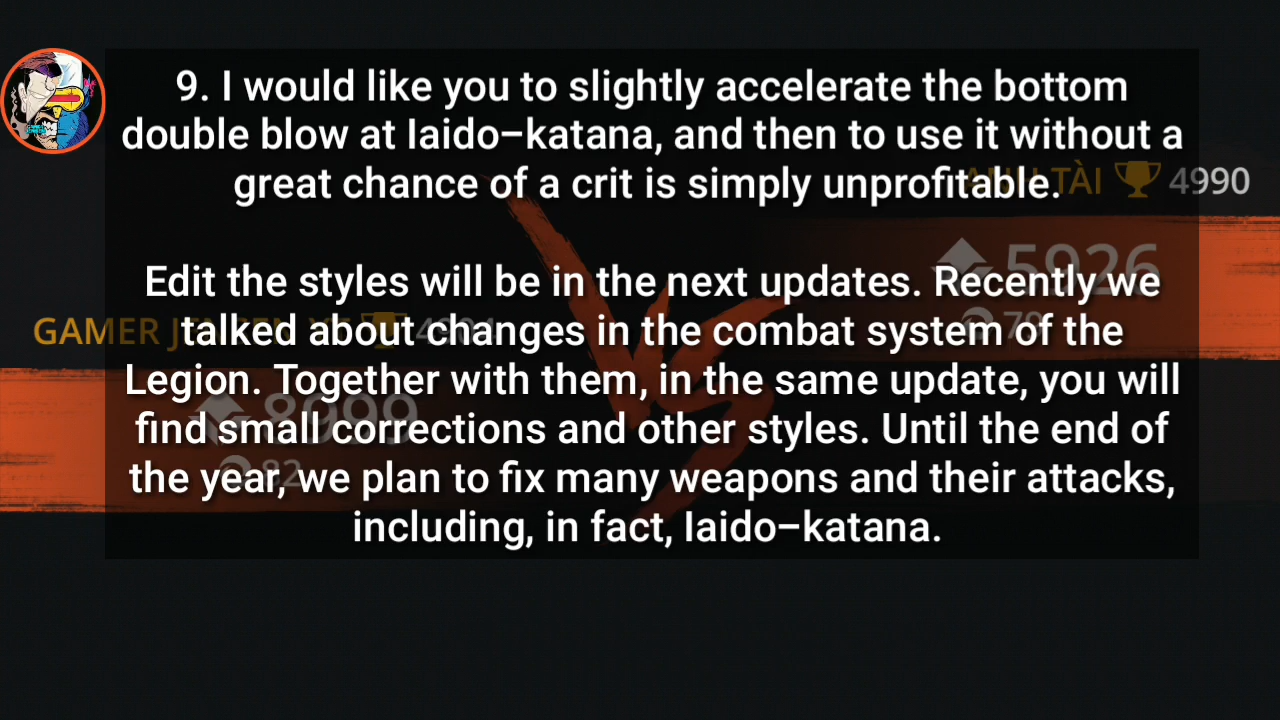 9. I would like you to slightly accelerate the bottom
double blow at Iaido–katana, and then to use it without a
great chance of a crit is simply unprofitable.
TÀI 4990
Edit the styles will be in the next updates. Recently we
5926
GAMER
talked about changes in the combat system of the
Legion. Together with them, in the same update, you will
8999
find small corrections and other styles. Until the end of
82
the year, we plan to fix many weapons and their attacks,
including, in fact, Iaido–katana.